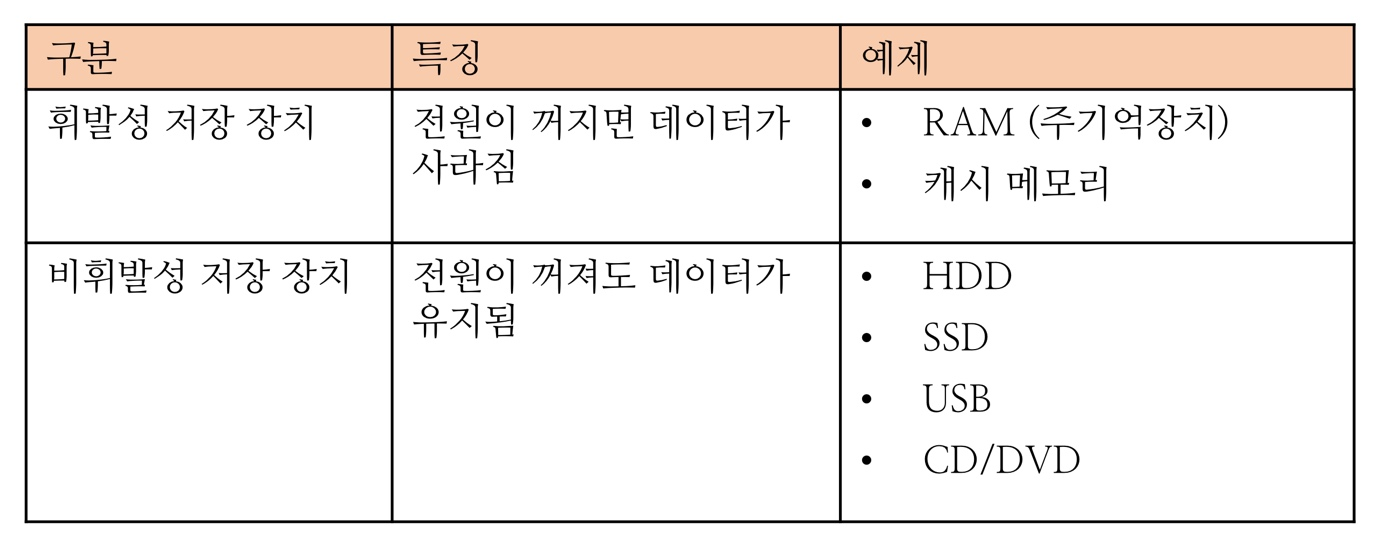 구분
특징
예제
휘발성 저장 장치
전원이 꺼지면 데이터가
사라짐
• RAM (주기억장치)
• 캐시 메모리
비휘발성 저장 장치
전원이 꺼져도 데이터가
유지됨
• HDD
• SSD
• USB
• CD/DVD